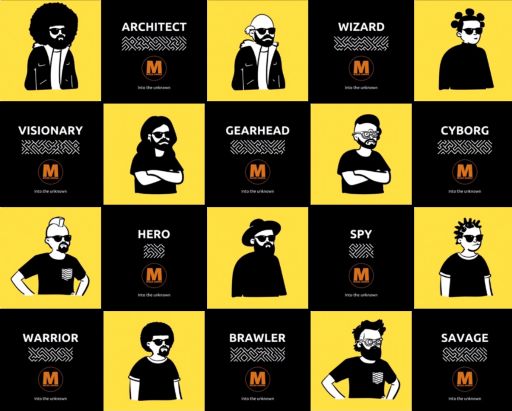 ARCHITECT
M
Into the unknown
WIZARD
M
Into the unknown
VISIONARY
M
Into the unknown
GEARHEAD
M
Into the unknown
CYBORG
M
Into the unknown
HERO
M
Into the unknown
SPY
M
Into the unknown
WARRIOR
M
Into the unknown
BRAWLER
M
Into the unknown
SAVAGE
M
Into the unknown